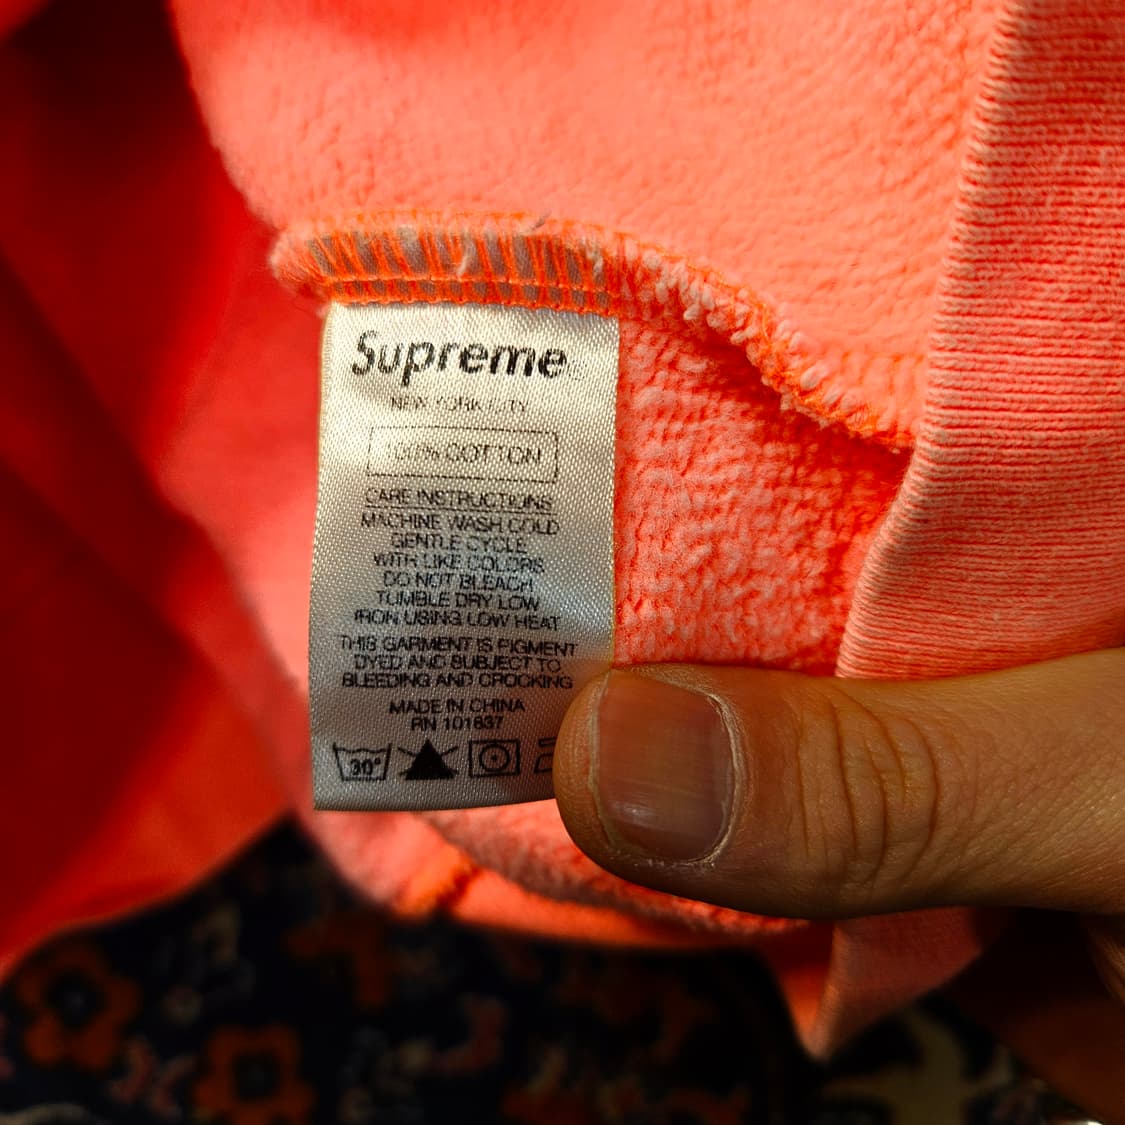 Supreme
NEW YORK CITY
100% COTTON
CARE INSTRUCTIONS
MACHINE WASH COLD
GENTLE CYCLE
WITH LIKE COLORS
DO NOT BLEACH
TUMBLE DRY LOW
IRON USING LOW HEAT
THIS GARMENT IS PIGMENT
DYED AND SUBJECT TO
BLEEDING AND CROCKING
MADE IN CHINA
RN 101837
30°